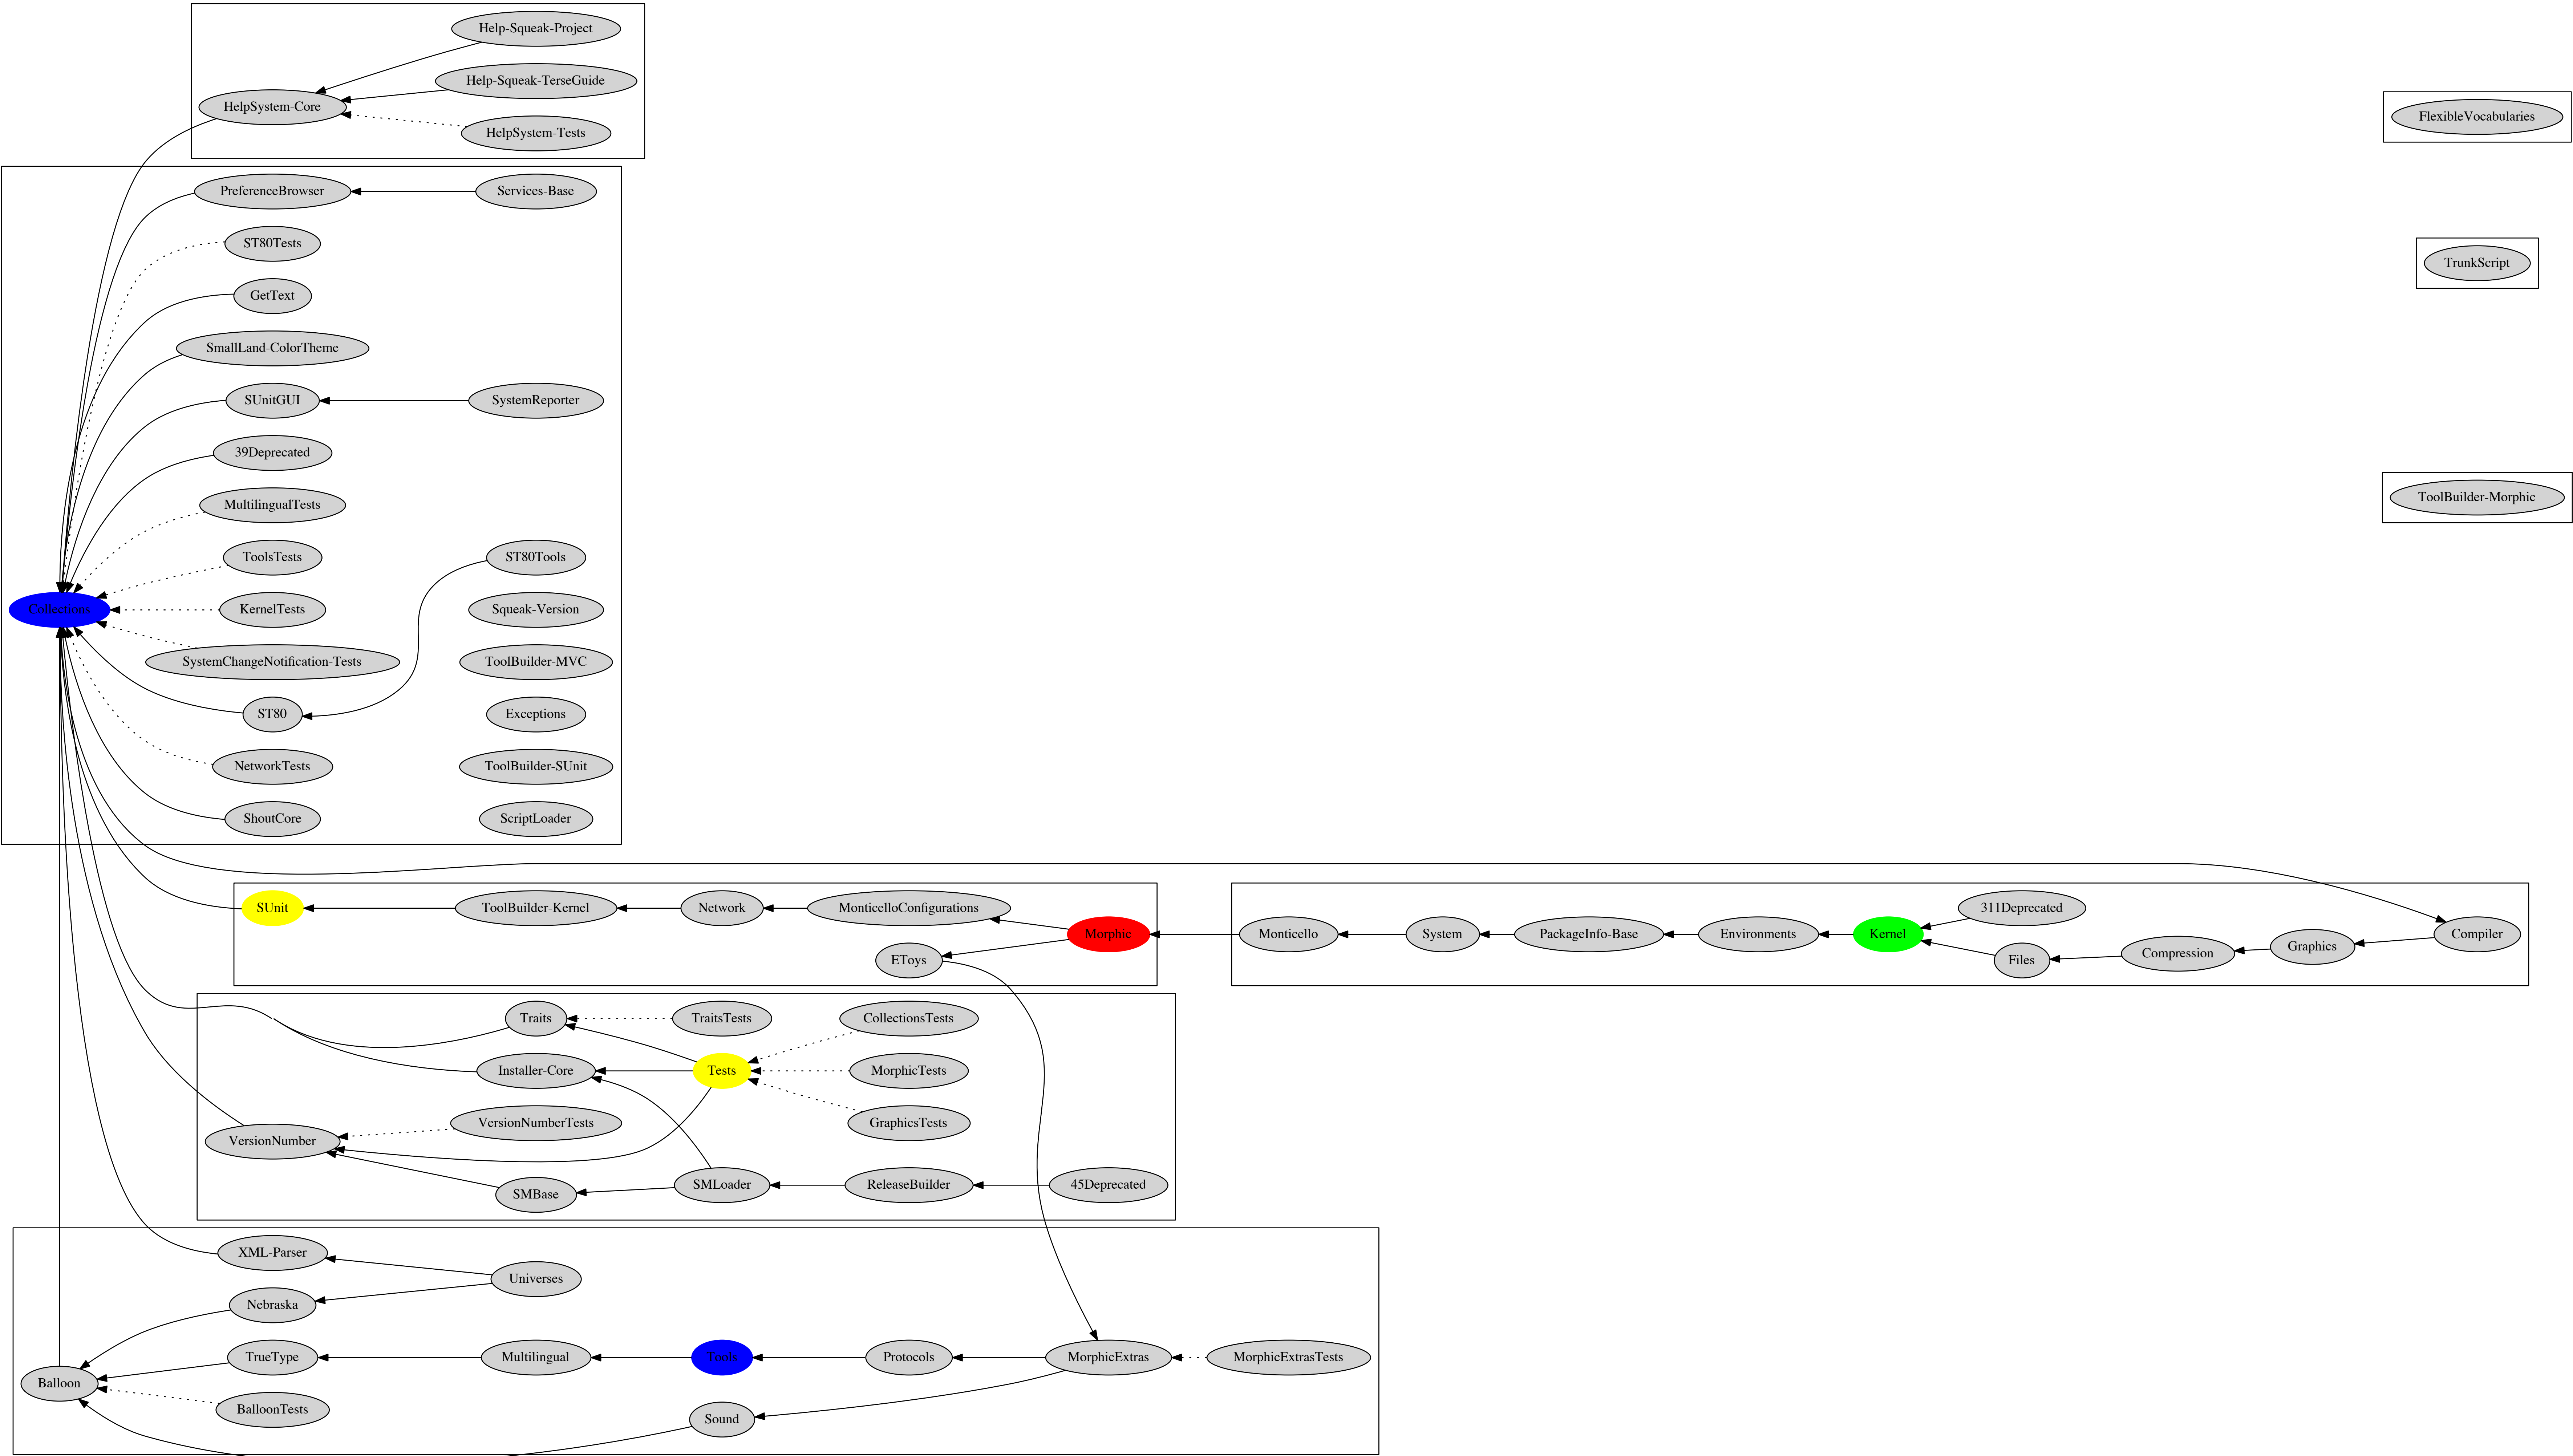 Help-Squeak-Project
Help-Squeak-TerseGuide
HelpSystem-Core
HelpSystem-Tests
FlexibleVocabularies
PreferenceBrowser
Services-Base
ST80Tests
TrunkScript
GetText
SmallLand-ColorTheme
SUnitGUI
SystemReporter
39Deprecated
MultilingualTests
ToolBuilder-Morphic
ToolsTests
ST80Tools
Collections
KernelTests
Squeak-Version
SystemChangeNotification-Tests
ToolBuilder-MVC
ST80
Exceptions
NetworkTests
ToolBuilder-SUnit
ShoutCore
ScriptLoader
SUnit
ToolBuilder-Kernel
Network
MonticelloConfigurations
Morphic
EToys
Monticello
System
PackageInfo-Base
Environments
Kernel
311Deprecated
Files
Compression
Graphics
Compiler
Traits
TraitsTests
CollectionsTests
Installer-Core
Tests
MorphicTests
VersionNumber
VersionNumberTests
GraphicsTests
SMBase
SMLoader
ReleaseBuilder
45Deprecated
XML-Parser
Universes
Nebraska
TrueType
Multilingual
Tools
Protocols
MorphicExtras
MorphicExtrasTests
Balloon
BalloonTests
Sound